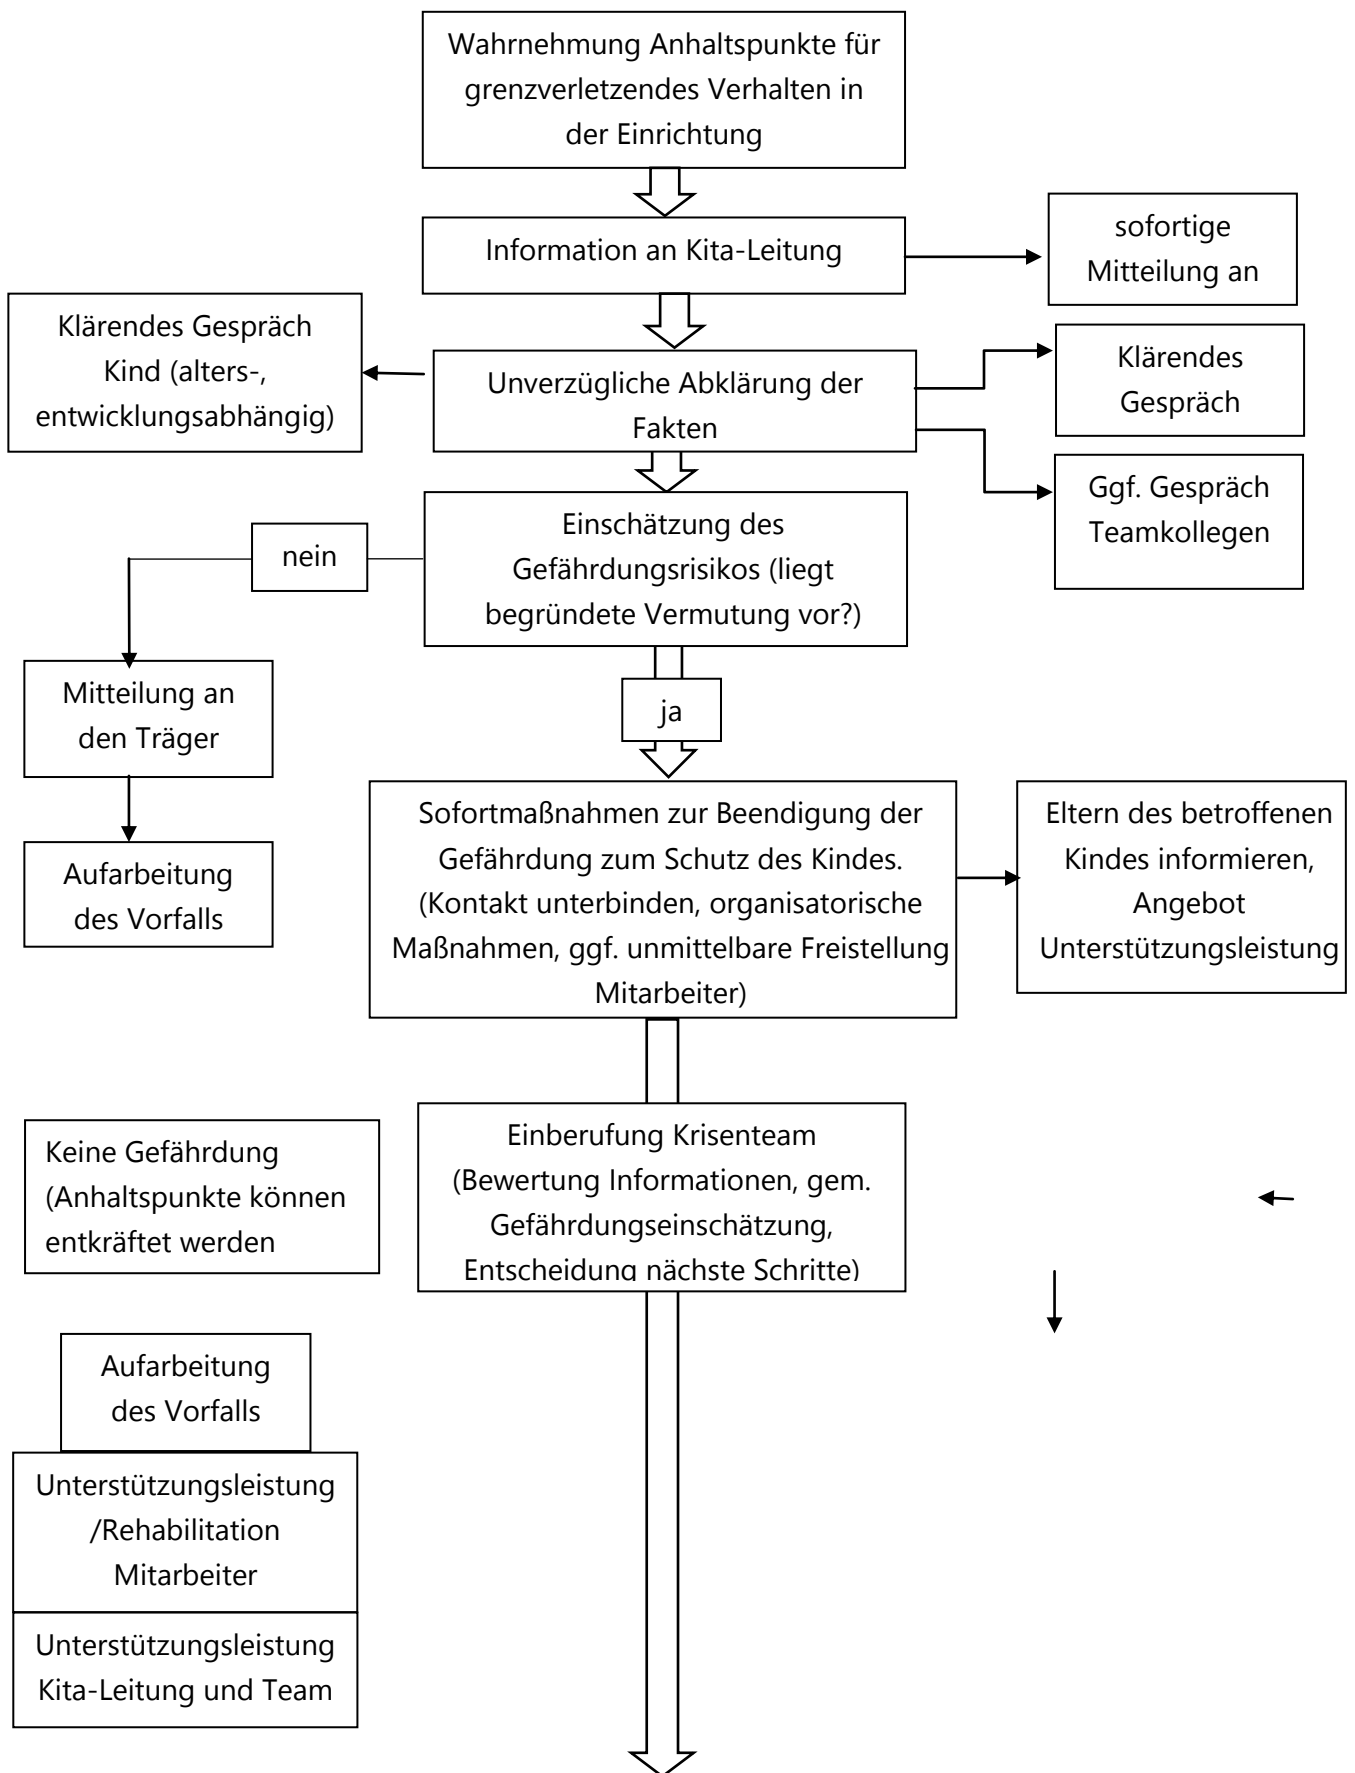 Wahrnehmung Anhaltspunkte für
grenzverletzendes Verhalten in
der Einrichtung
Information an Kita-Leitung
sofortige
Mitteilung an
Klärendes Gespräch
Kind (alters-,
entwicklungsabhängig)
Unverzügliche Abklärung der
Fakten
Klärendes
Gespräch
Ggf. Gespräch
Teamkollegen
Einschätzung des
Gefährdungsrisikos (liegt
begründete Vermutung vor?)
nein
ja
Mitteilung an
den Träger
Aufarbeitung
des Vorfalls
Sofortmaßnahmen zur Beendigung der
Gefährdung zum Schutz des Kindes.
(Kontakt unterbinden, organisatorische
Maßnahmen, ggf. unmittelbare Freistellung
Mitarbeiter)
Eltern des betroffenen
Kindes informieren,
Angebot
Unterstützungsleistung
Keine Gefährdung
(Anhaltspunkte können
entkräftet werden
Einberufung Krisenteam
(Bewertung Informationen, gem.
Gefährdungseinschätzung,
Entscheidung nächste Schritte)
Aufarbeitung
des Vorfalls
Unterstützungsleistung
/Rehabilitation
Mitarbeiter
Unterstützungsleistung
Kita-Leitung und Team